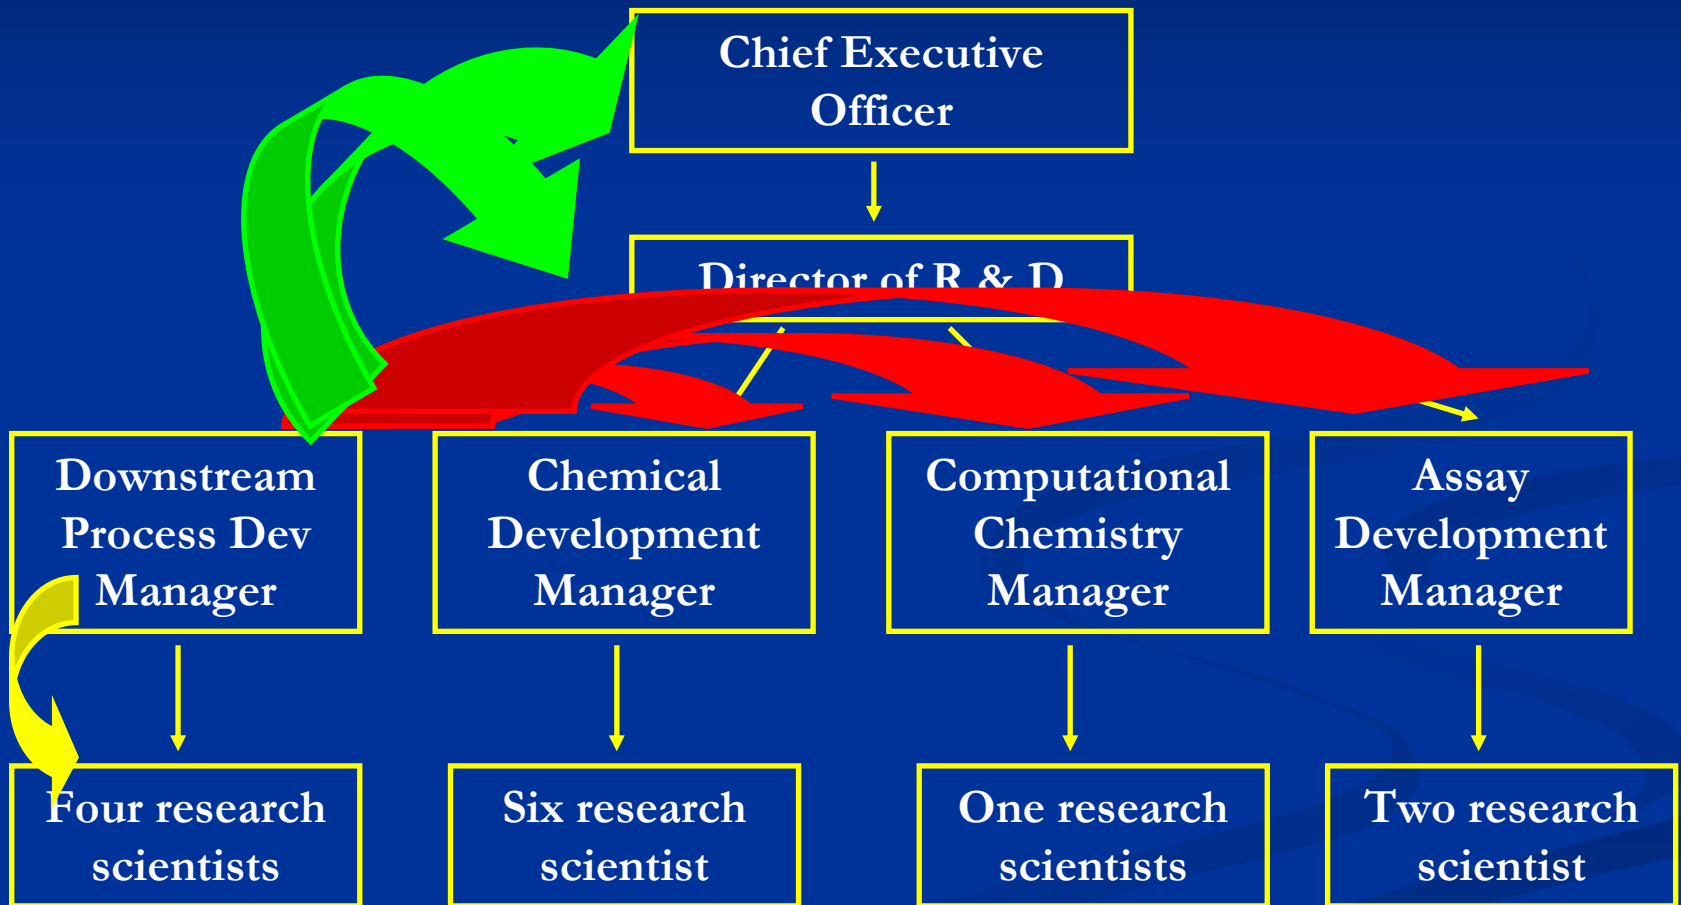 Chief Executive
Officer
Director of R & D
Downstream
Process Dev
Manager
Chemical
Development
Manager
Computational
Chemistry
Manager
Assay
Development
Manager
Four research
scientists
Six research
scientist
One research
scientists
Two research
scientist